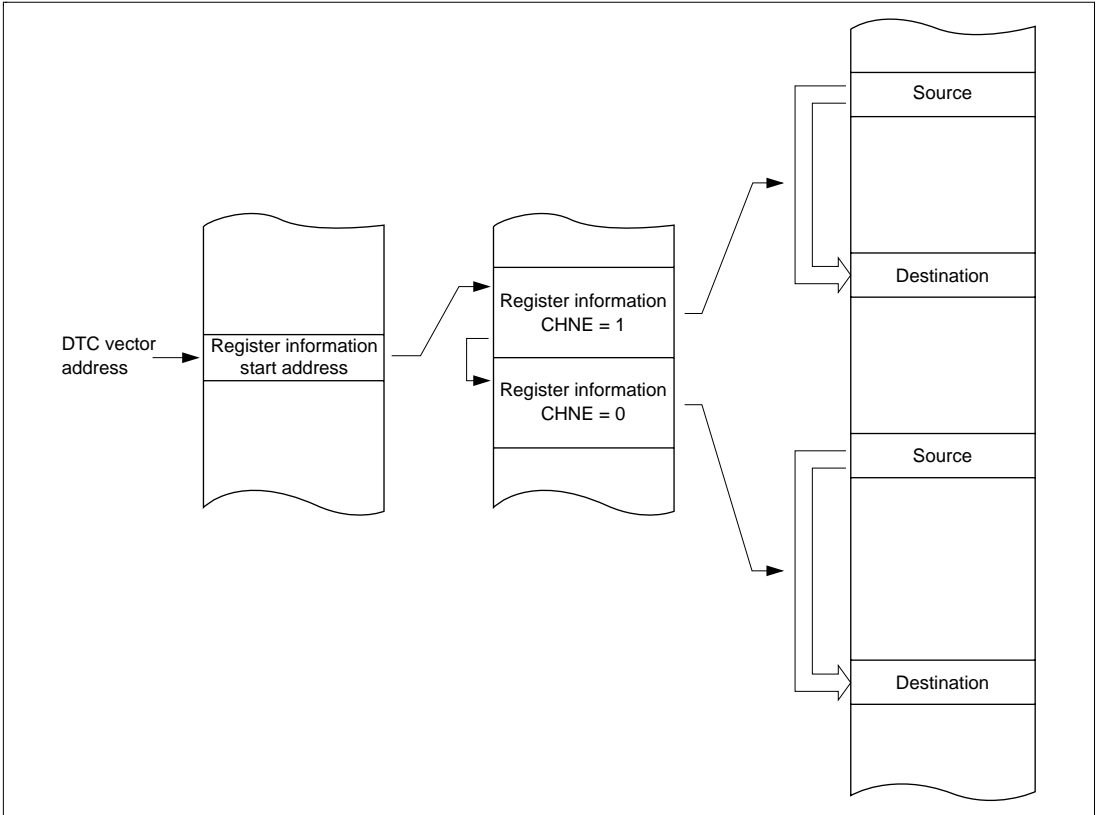 DTC vector
address
Register information
start address
Register information
CHNE = 1
Register information
CHNE = 0
Source
Destination
Source
Destination